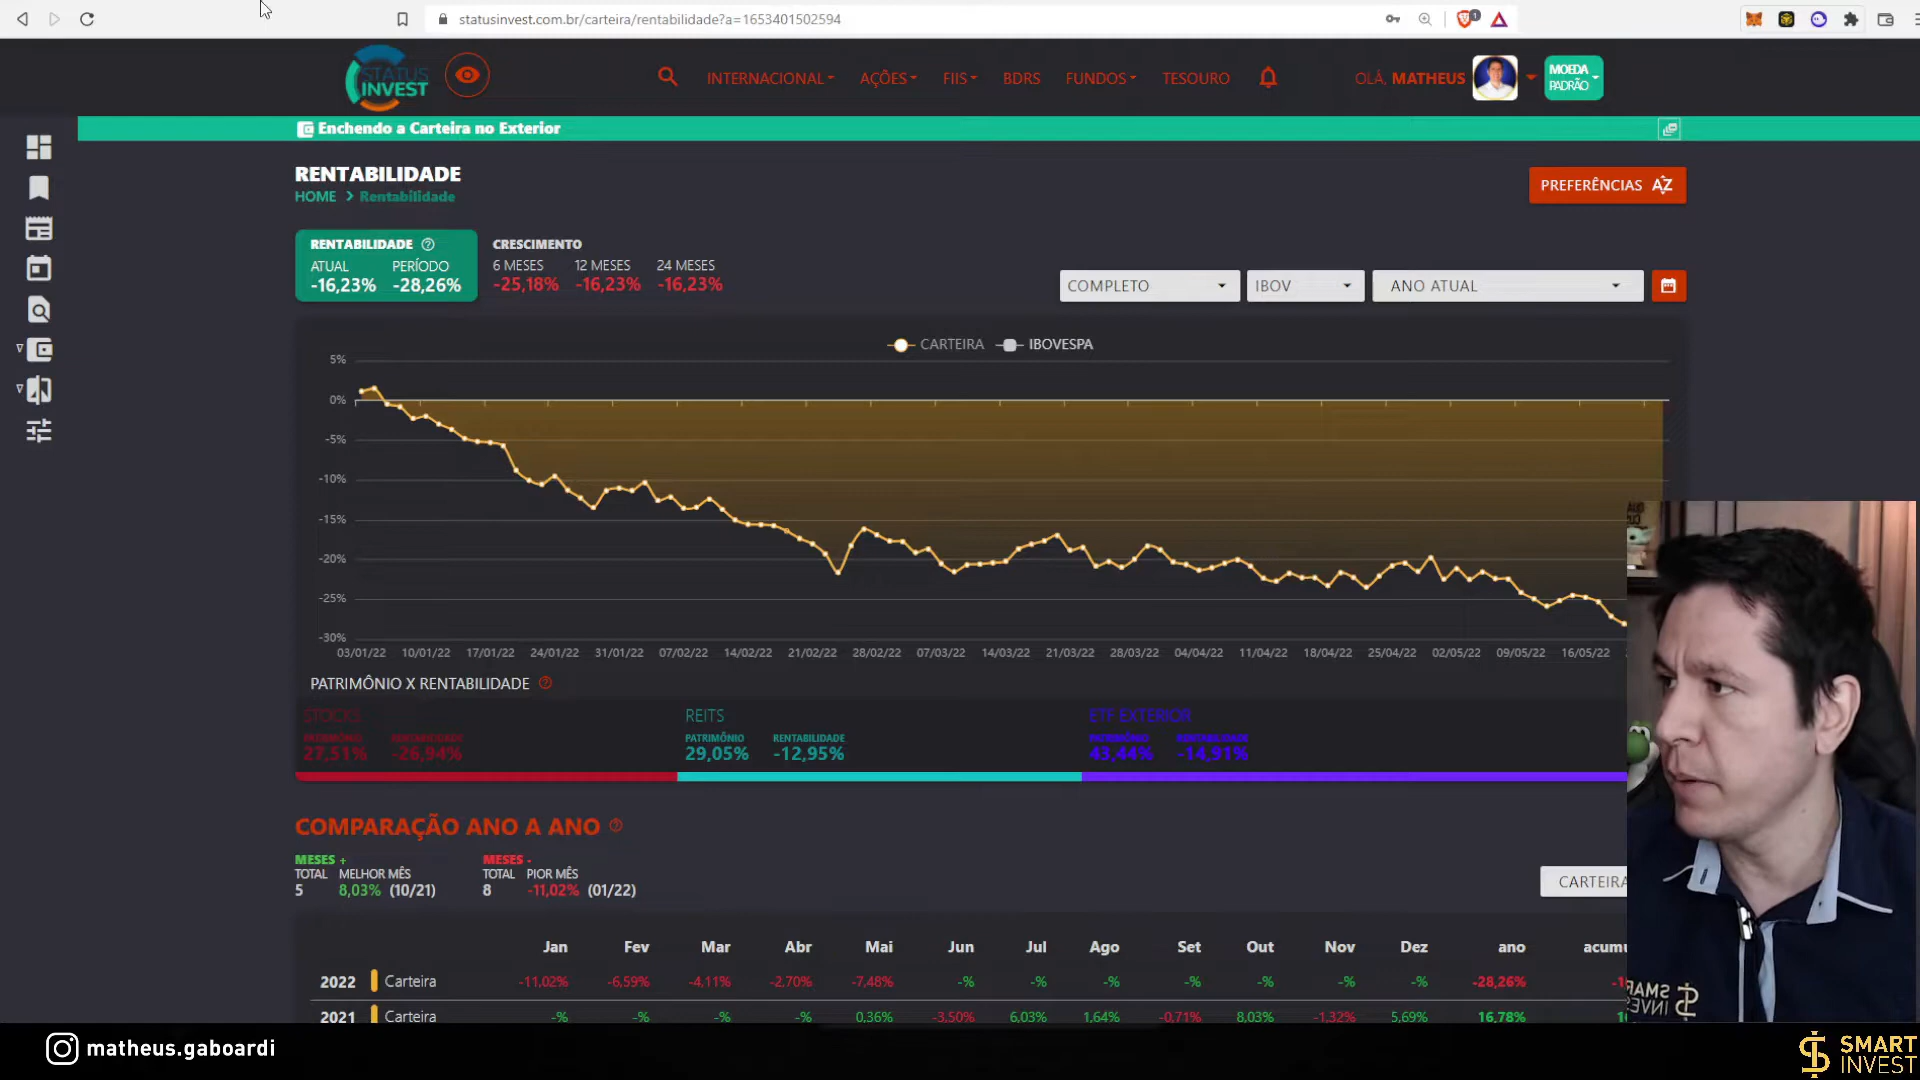 statusinvest.com.br/carteira/rentabilidade?a=1653401502594
1
STATUS
INVEST
INTERNACIONAL
AÇÕES
FIIS
BDRS
FUNDOS
TESOURO
OLÁ, MATHEUS
MOEDA
PADRÃO
Enchendo a Carteira no Exterior
RENTABILIDADE
HOME > Rentabilidade
PREFERÊNCIAS AZ
RENTABILIDADE ?
ATUAL PERÍODO
-16,23% -28,26%
CRESCIMENTO
6 MESES 12 MESES 24 MESES
-25,18% -16,23% -16,23%
COMPLETO
IBOV
ANO ATUAL
CARTEIRA IBOVESPA
5%
0%
-5%
-10%
-15%
-20%
-25%
-30%
03/01/22 10/01/22 17/01/22 24/01/22 31/01/22 07/02/22 14/02/22 21/02/22 28/02/22 07/03/22 14/03/22 21/03/22 28/03/22 04/04/22 11/04/22 18/04/22 25/04/22 02/05/22 09/05/22 16/05/22
PATRIMÔNIO X RENTABILIDADE ?
STOCKS
PATRIMÔNIO RENTABILIDADE
27,51% -26,94%
REITS
PATRIMÔNIO RENTABILIDADE
29,05% -12,95%
ETF EXTERIOR
PATRIMÔNIO RENTABILIDADE
43,44% -14,91%
COMPARAÇÃO ANO A ANO ?
MESES +
TOTAL MELHOR MÊS
5 8,03% (10/21)
MESES -
TOTAL PIOR MÊS
8 -11,02% (01/22)
CARTEIRA
Jan Fev Mar Abr Mai Jun Jul Ago Set Out Nov Dez ano acumu
2022 Carteira -11,02% -6,59% -4,11% -2,70% -7,48% -% -% -% -% -% -% -% -28,26% -1
2021 Carteira -% -% -% -% 0,36% -3,50% 6,03% 1,64% -0,71% 8,03% -1,32% 5,69% 16,78% 16
matheus.gaboardi
SMART
INVEST